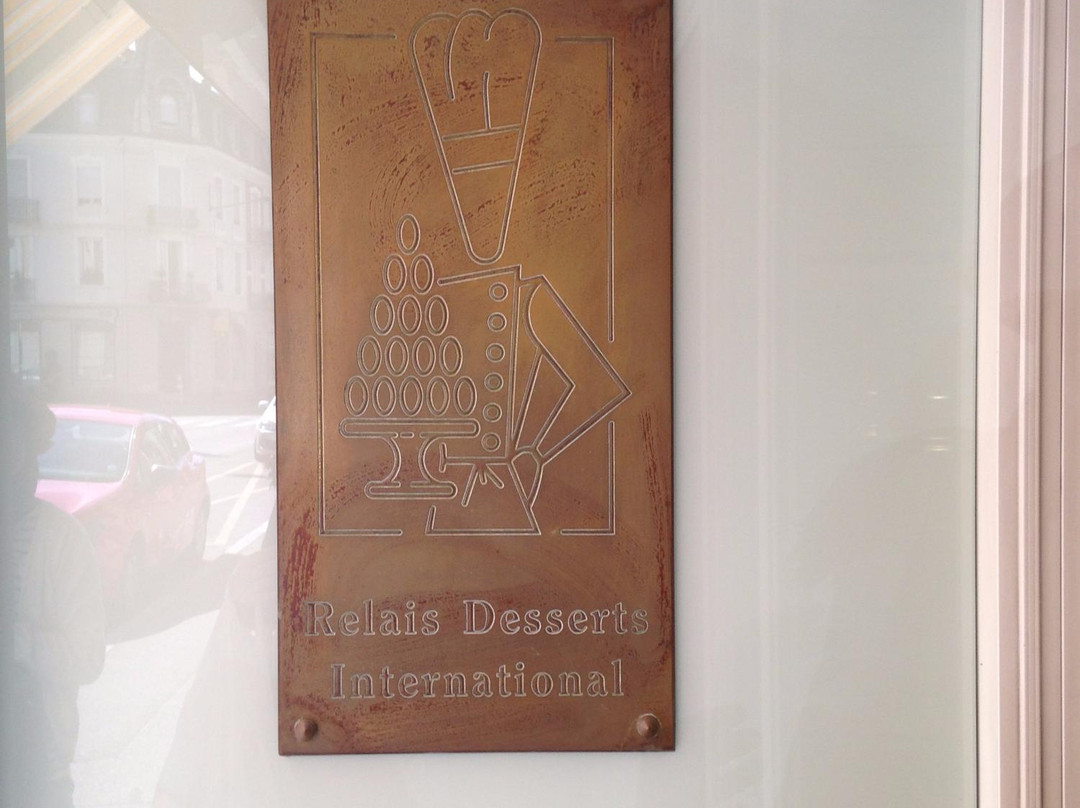 Relais Desserts
International